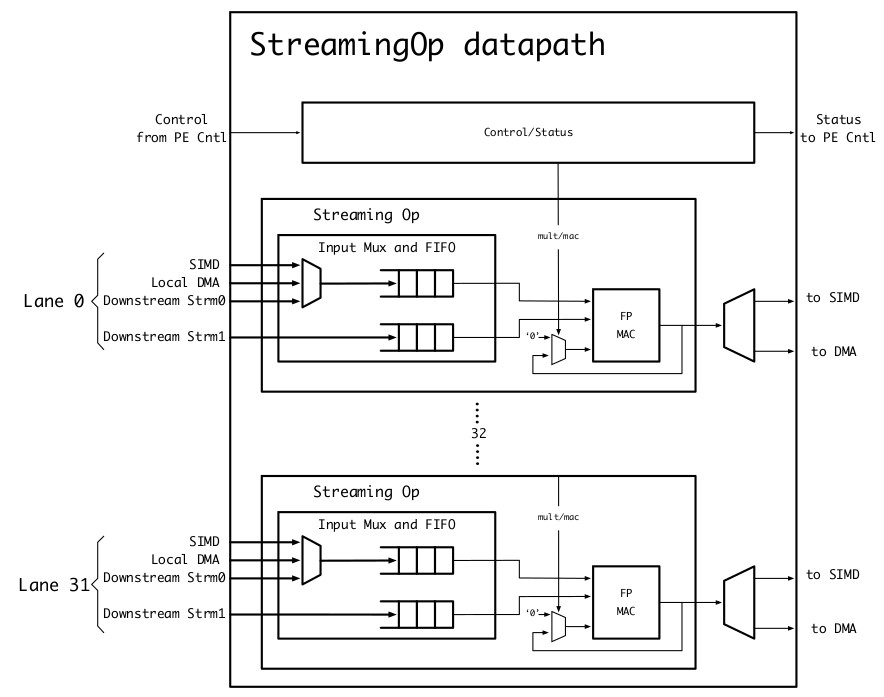 StreamingOp datapath
Control
from PE Cntl
Control/Status
Status
to PE Cntl
Streaming Op
mult/mac
Input Mux and FIFO
SIMD
Local DMA
Lane 0
Downstream Strm0
Downstream Strm1
‘0’
FP
MAC
to SIMD
to DMA
32
Streaming Op
mult/mac
Input Mux and FIFO
SIMD
Local DMA
Lane 31
Downstream Strm0
Downstream Strm1
‘0’
FP
MAC
to SIMD
to DMA